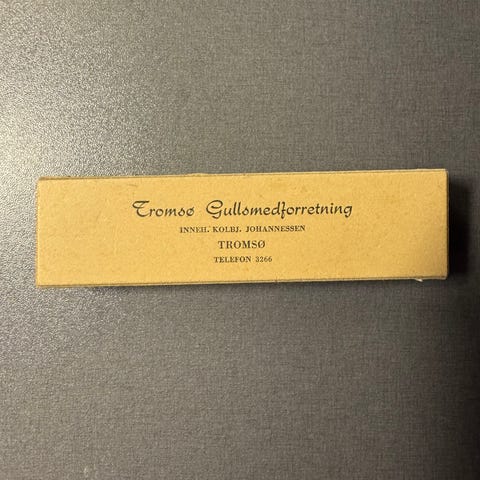 Tromsø Gullsmedforretning
INNEH. KOLBJ. JOHANNESSEN
TROMSØ
TELEFON 3266